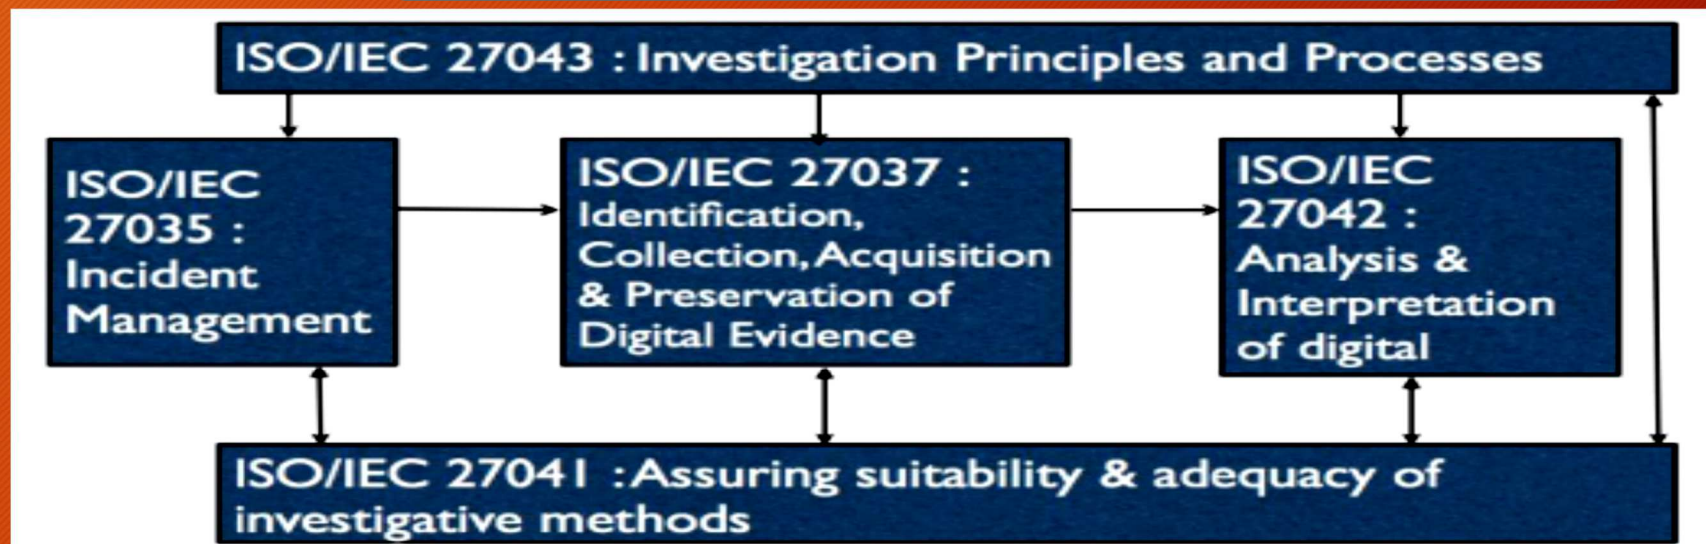 ISO/IEC 27043 : Investigation Principles and Processes
ISO/IEC
27035 :
Incident
Management
ISO/IEC 27037 :
Identification,
Collection, Acquisition
& Preservation of
Digital Evidence
ISO/IEC
27042 :
Analysis &
Interpretation
of digital
ISO/IEC 27041 : Assuring suitability & adequacy of
investigative methods